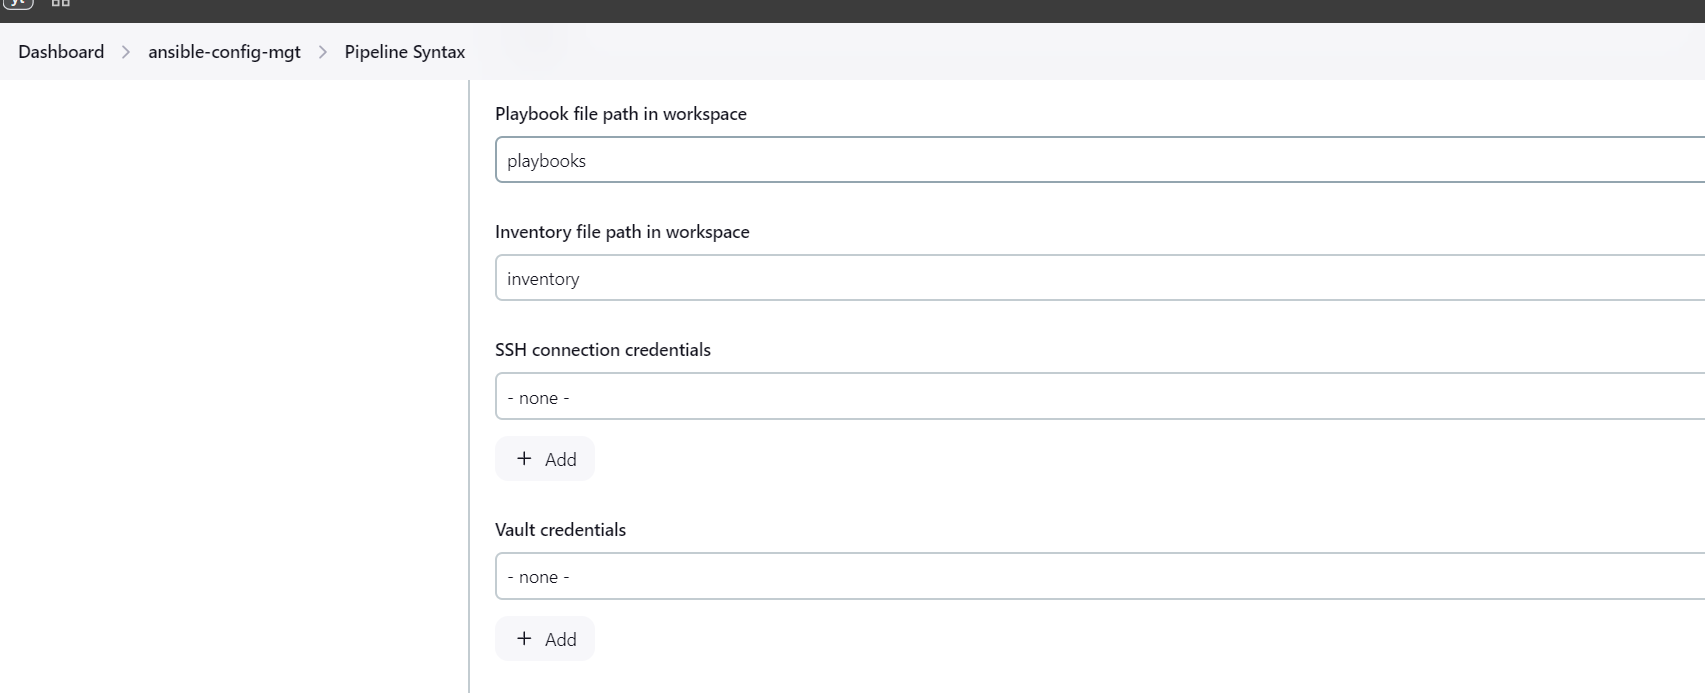 Dashboard > ansible-config-mgt > Pipeline Syntax
Playbook file path in workspace
playbooks
Inventory file path in workspace
inventory
SSH connection credentials
- none -
+ Add
Vault credentials
- none -
+ Add